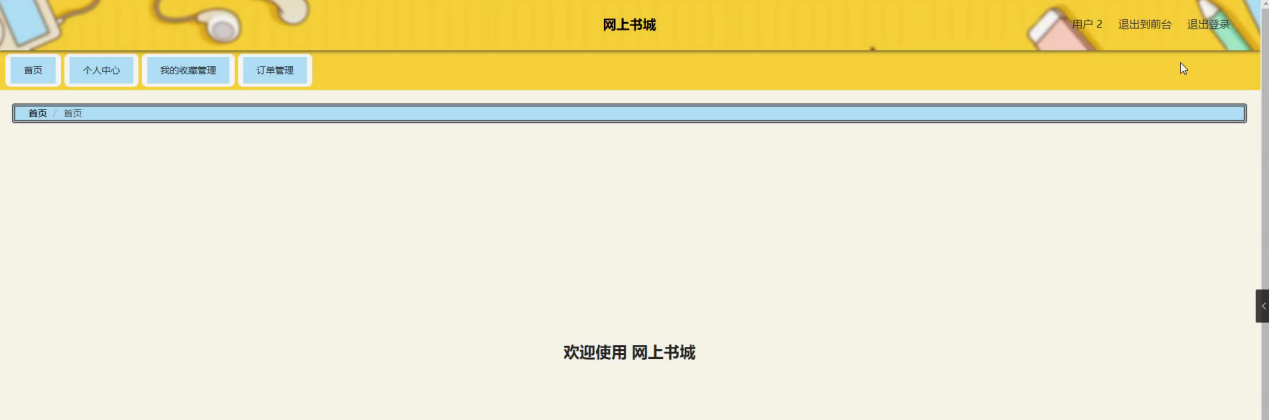 网上书城
用户 2 退出到前台 退出登录
首页 个人中心 我的收藏管理 订单管理
首页 / 首页
欢迎使用 网上书城